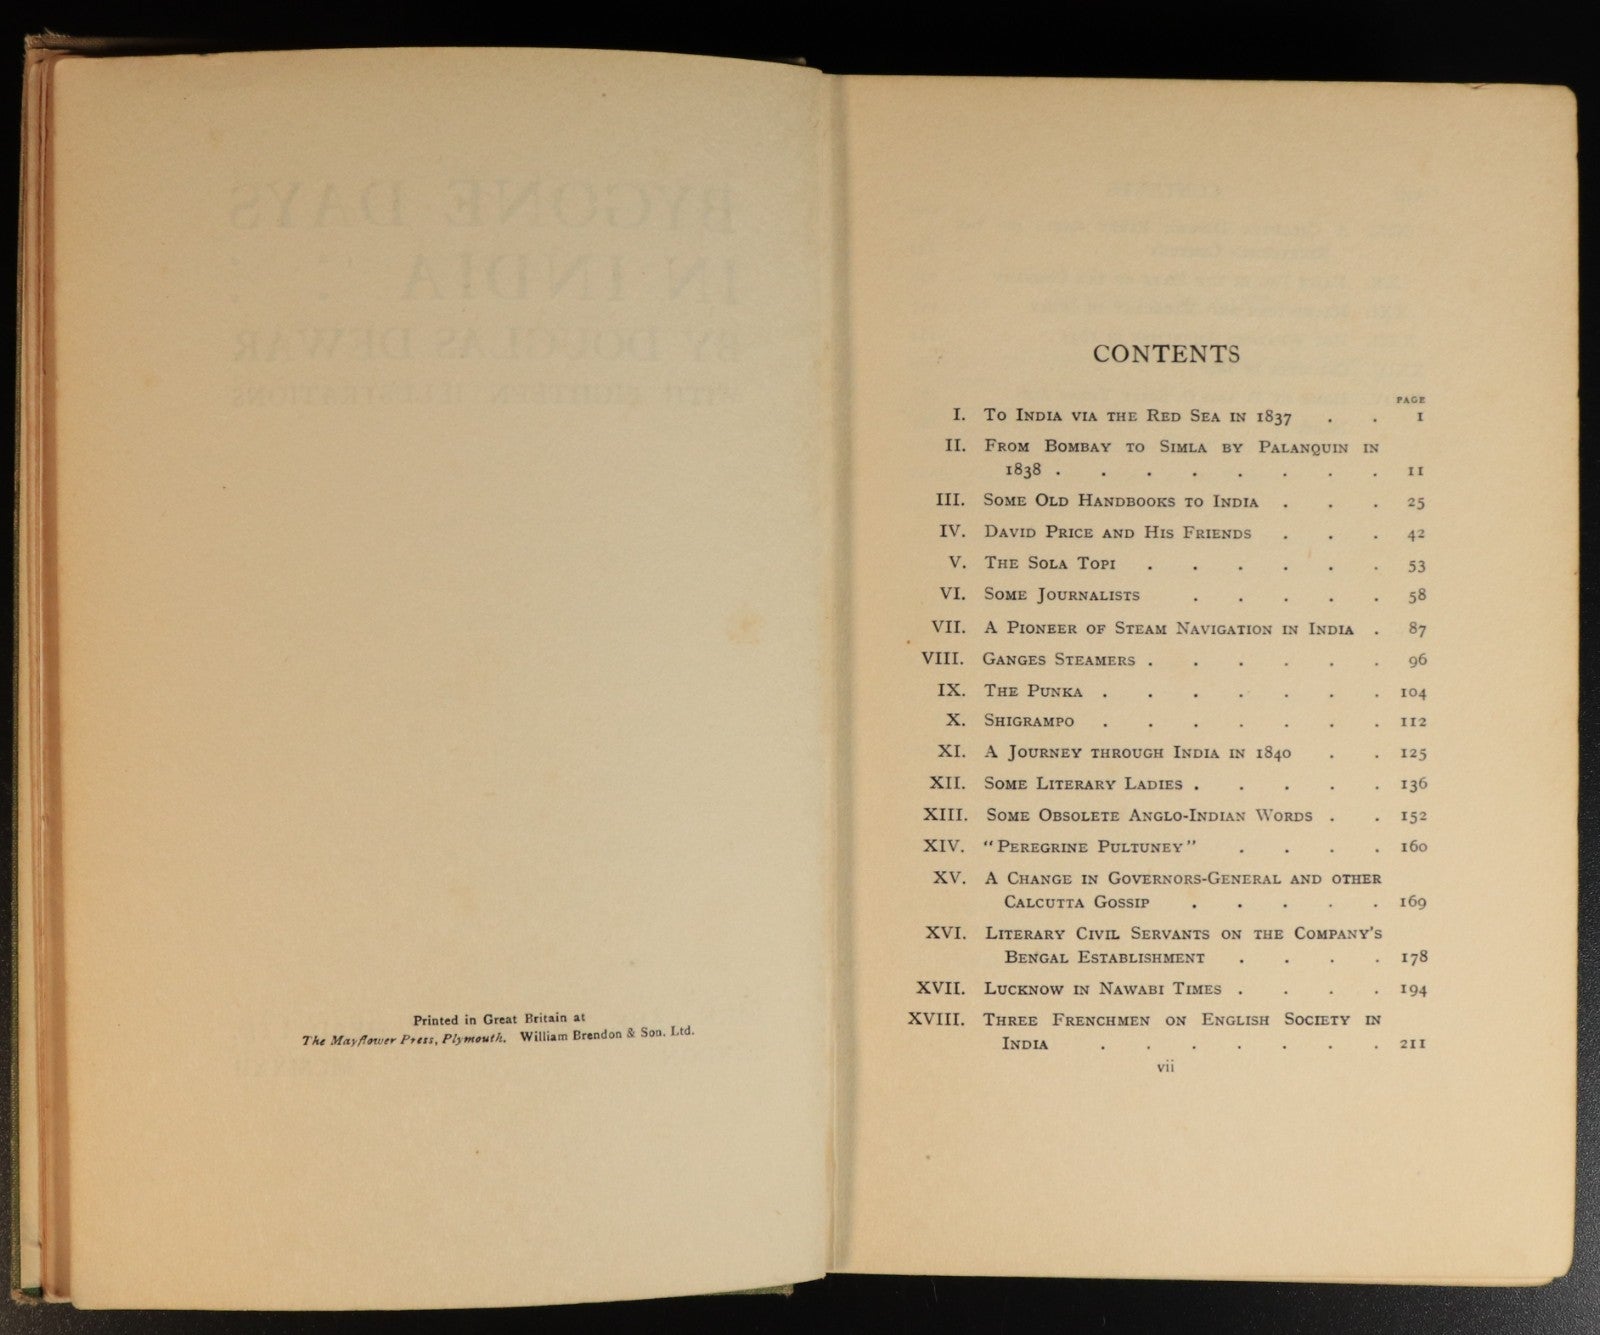 Printed in Great Britain at
The Mayflower Press, Plymouth. William Brendon & Son, Ltd.
CONTENTS
PAGE
I. To India via the Red Sea in 1837 . . 1
II. From Bombay to Simla by Palanquin in
1838 . . . . . . . . 11
III. Some Old Handbooks to India . . . 25
IV. David Price and His Friends . . . 42
V. The Sola Topi . . . . . . 53
VI. Some Journalists . . . . . 58
VII. A Pioneer of Steam Navigation in India . 87
VIII. Ganges Steamers . . . . . . 96
IX. The Punka . . . . . . . 104
X. Shigrampo . . . . . . . 112
XI. A Journey through India in 1840 . . 125
XII. Some Literary Ladies . . . . . 136
XIII. Some Obsolete Anglo-Indian Words . . 152
XIV. "Peregrine Pultuney" . . . . 160
XV. A Change in Governors-General and other
Calcutta Gossip . . . . . 169
XVI. Literary Civil Servants on the Company's
Bengal Establishment . . . . 178
XVII. Lucknow in Nawabi Times . . . . 194
XVIII. Three Frenchmen on English Society in
India . . . . . . . 211
vii